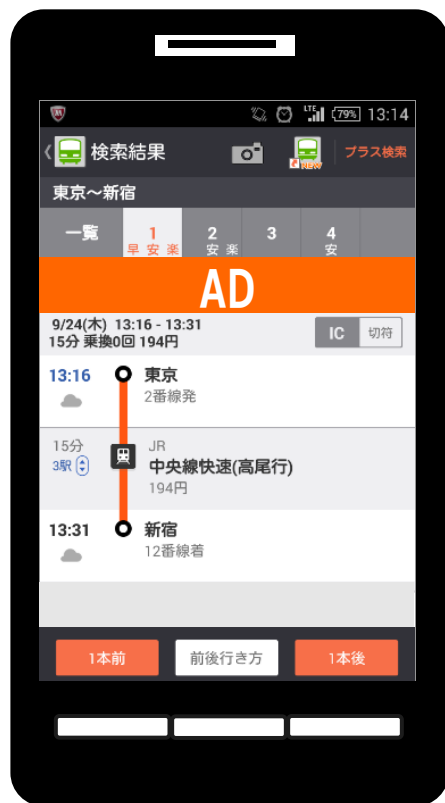 LTE 79% 13:14
検索結果 NEW プラス検索
東京〜新宿
一覧 1 2 3 4
早 安 楽 安 楽 安
AD
9/24(木) 13:16 - 13:31
15分 乗換0回 194円
IC 切符
13:16 東京
2番線発
15分 JR
3駅 中央線快速(高尾行)
194円
13:31 新宿
12番線着
1本前 前後行き方 1本後